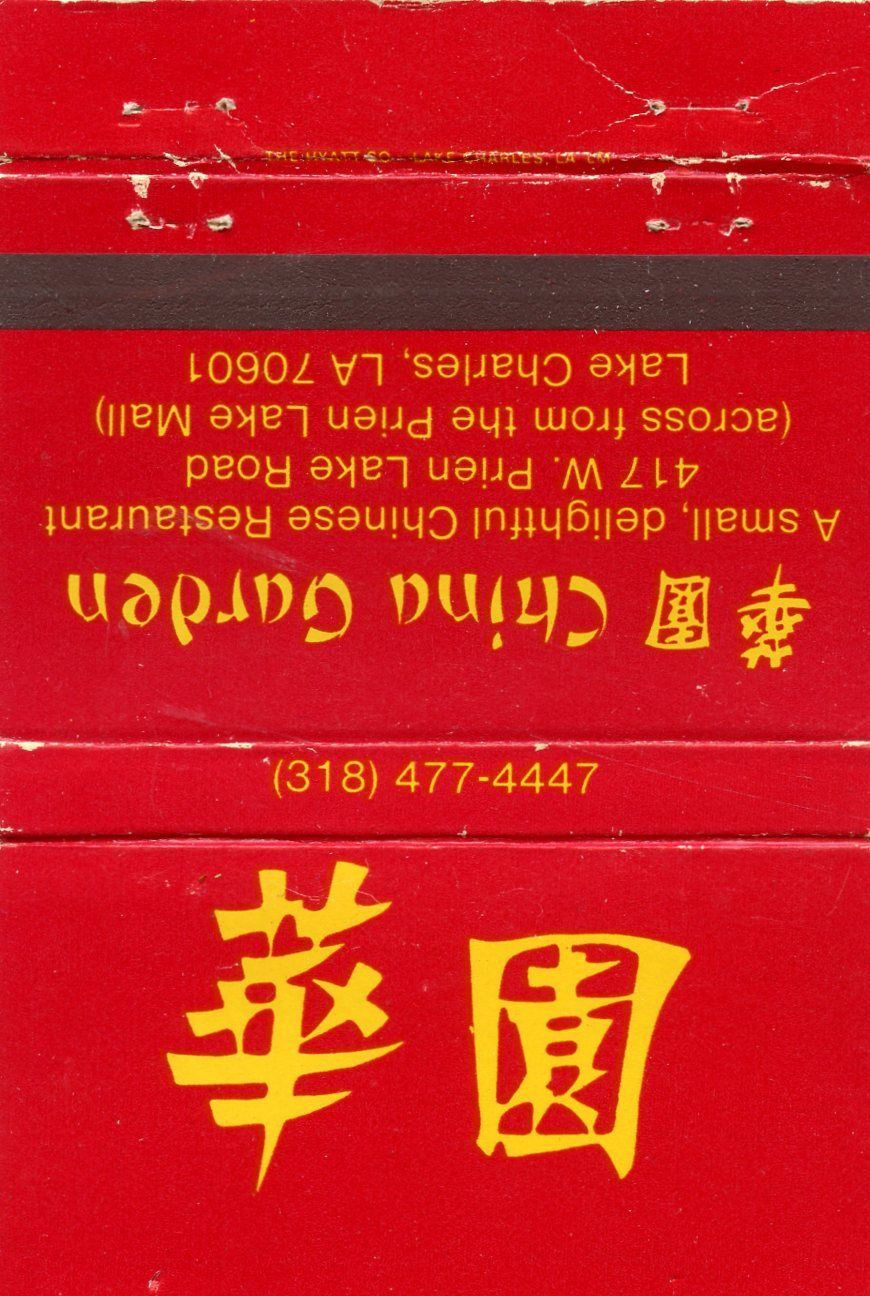 THE HYATT CO., LAKE CHARLES, LA LM
華園 China Garden
A small, delightful Chinese Restaurant
417 W. Prien Lake Road
(across from the Prien Lake Mall)
Lake Charles, LA 70601
(318) 477-4447
華園